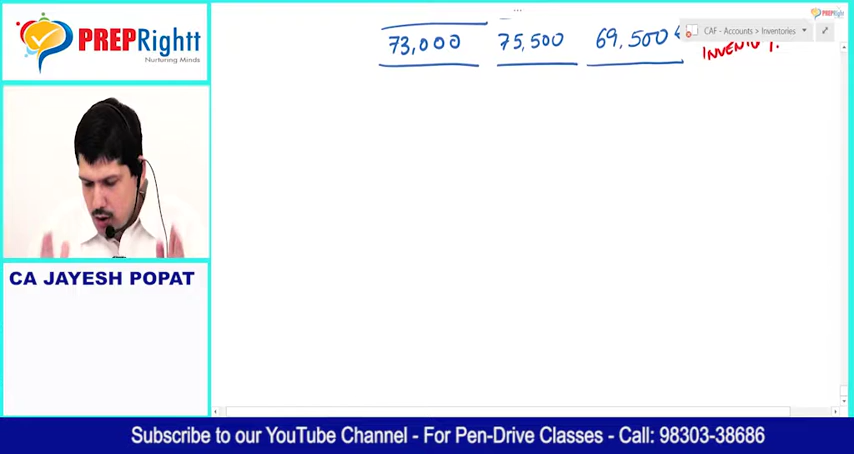 PREPRightt
Nurturing Minds
73,000 75,500 69,500
CAF - Accounts > Inventories
CA JAYESH POPAT
Subscribe to our YouTube Channel - For Pen-Drive Classes - Call: 98303-38686